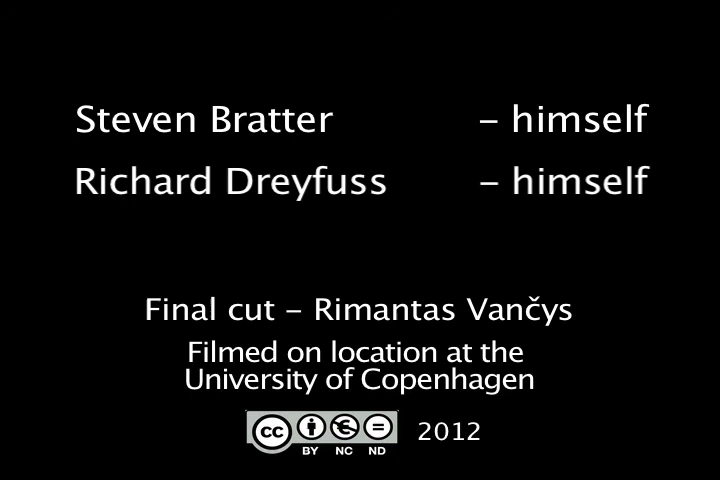 Steven Bratter – himself
Richard Dreyfuss – himself
Final cut – Rimantas Vančys
Filmed on location at the
University of Copenhagen
cc BY NC ND 2012